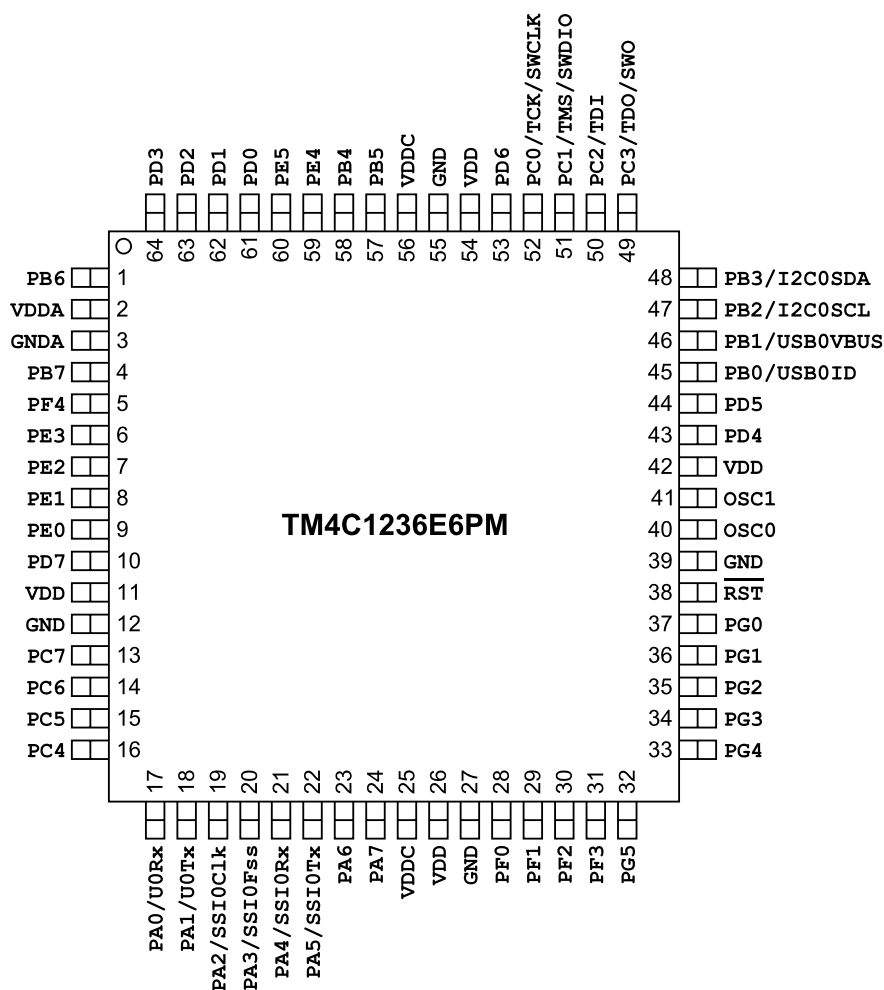 PD3
PD2
PD1
PD0
PE5
PE4
PB4
PB5
VDDC
GND
VDD
PD6
PC0/TCK/SWCLK
PC1/TMS/SWDIO
PC2/TDI
PC3/TDO/SWO
64
63
62
61
60
59
58
57
56
55
54
53
52
51
50
49
PB6 1
VDDA 2
GNDA 3
PB7 4
PF4 5
PE3 6
PE2 7
PE1 8
PE0 9
PD7 10
VDD 11
GND 12
PC7 13
PC6 14
PC5 15
PC4 16
TM4C1236E6PM
48 PB3/I2C0SDA
47 PB2/I2C0SCL
46 PB1/USB0VBUS
45 PB0/USB0ID
44 PD5
43 PD4
42 VDD
41 OSC1
40 OSC0
39 GND
38 RST
37 PG0
36 PG1
35 PG2
34 PG3
33 PG4
17
18
19
20
21
22
23
24
25
26
27
28
29
30
31
32
PA0/U0Rx
PA1/U0Tx
PA2/SSI0Clk
PA3/SSI0Fss
PA4/SSI0Rx
PA5/SSI0Tx
PA6
PA7
VDDC
VDD
GND
PF0
PF1
PF2
PF3
PG5